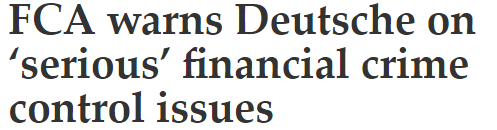 FCA warns Deutsche on
‘serious’ financial crime
control issues